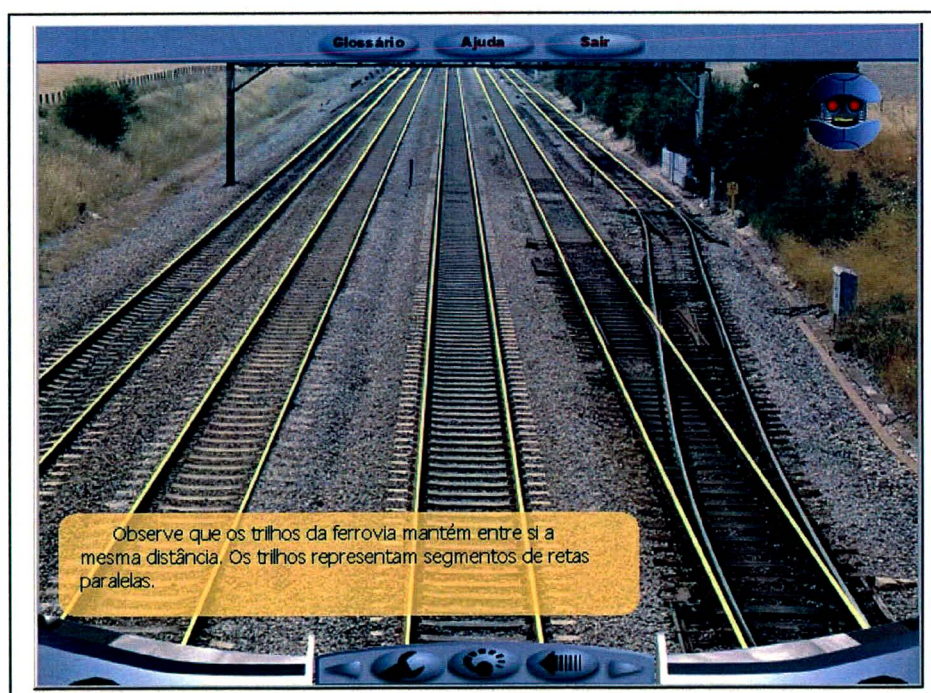 Glossário Ajuda Sair
Observe que os trilhos da ferrovia mantém entre si a
mesma distância. Os trilhos representam segmentos de retas
paralelas.